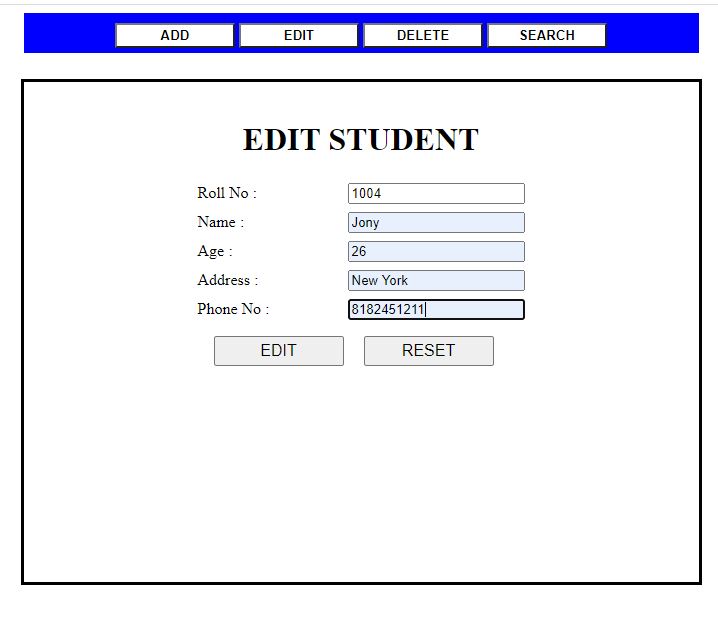 ADD EDIT DELETE SEARCH
EDIT STUDENT
Roll No : 1004
Name : Jony
Age : 26
Address : New York
Phone No : 8182451211
EDIT RESET